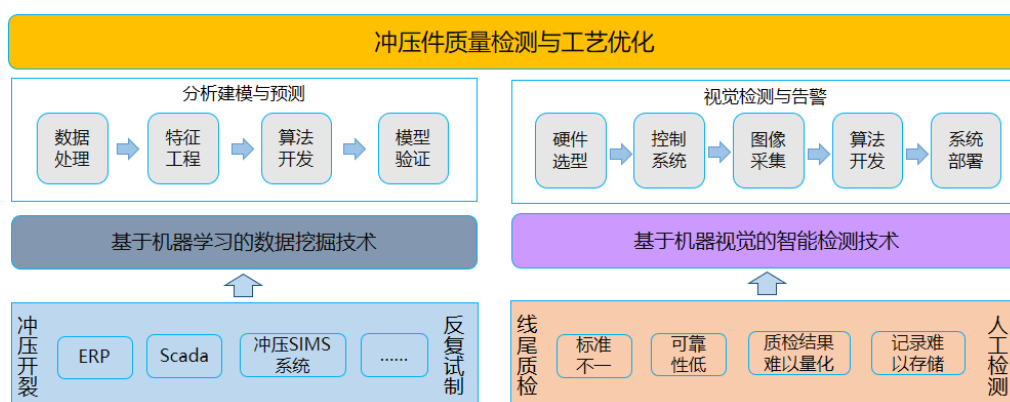 冲压件质量检测与工艺优化
分析建模与预测
数据
处理
特征
工程
算法
开发
模型
验证
视觉检测与告警
硬件
选型
控制
系统
图像
采集
算法
开发
系统
部署
基于机器学习的数据挖掘技术
基于机器视觉的智能检测技术
冲压开裂
ERP
Scada
冲压SIMS
系统
......
反复试制
线尾质检
标准
不一
可靠
性低
质检结果
难以量化
记录难
以存储
人工检测